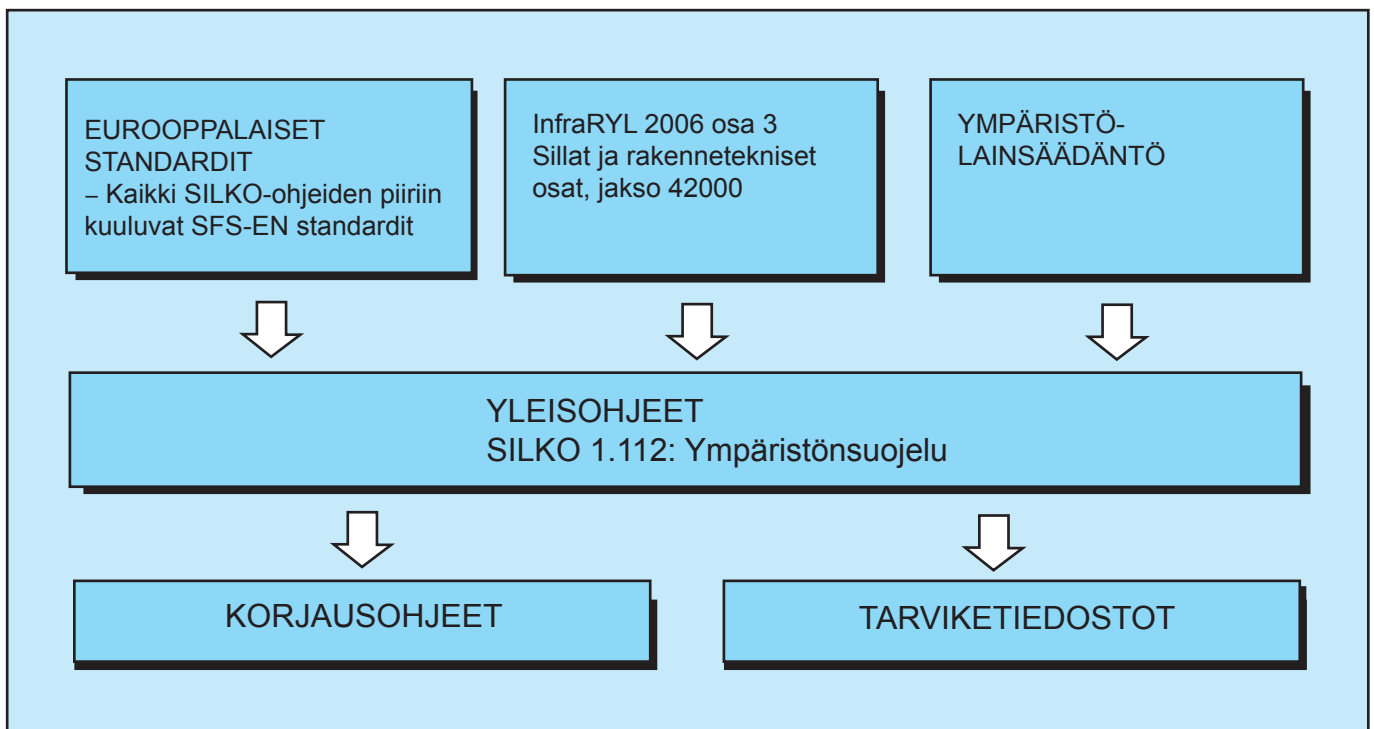 EUROOPPALAISET
STANDARDIT
– Kaikki SILKO-ohjeiden piiriin
kuuluvat SFS-EN standardit
InfraRYL 2006 osa 3
Sillat ja rakennetekniset
osat, jakso 42000
YMPÄRISTÖ-
LAINSÄÄDÄNTÖ
YLEISOHJEET
SILKO 1.112: Ympäristönsuojelu
KORJAUSOHJEET
TARVIKETIEDOSTOT